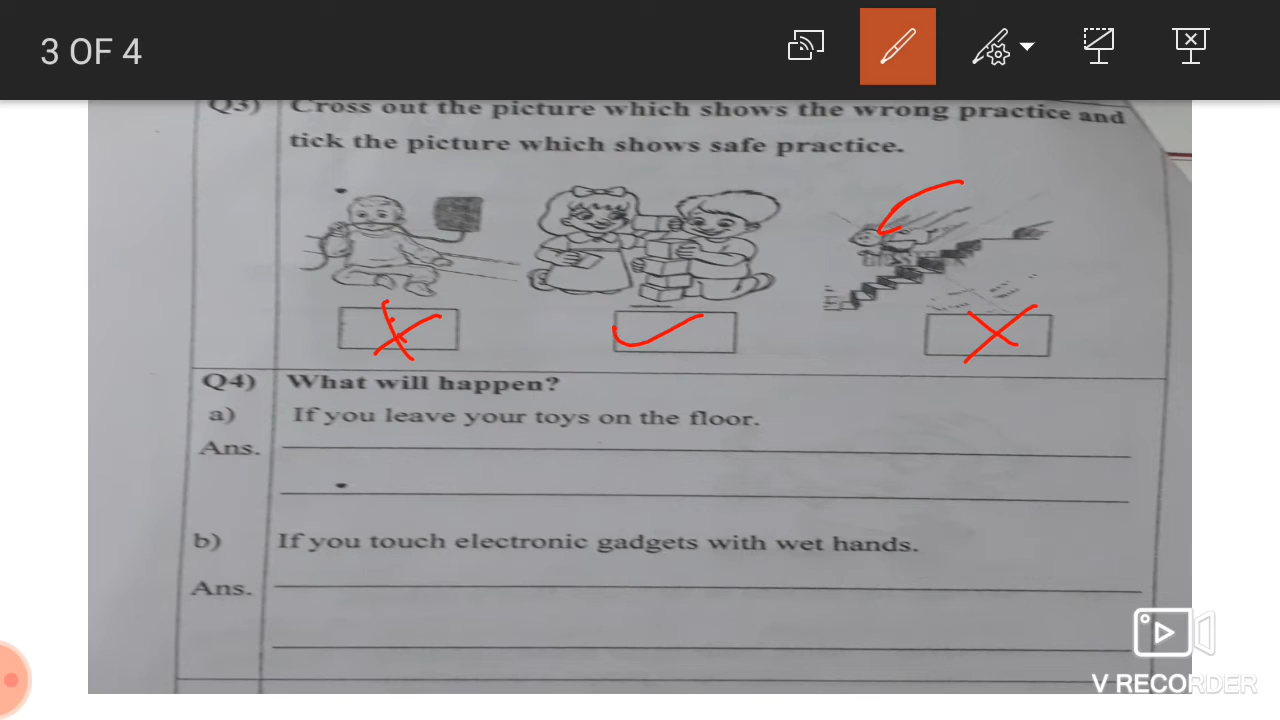 3 OF 4
Q3) Cross out the picture which shows the wrong practice and
tick the picture which shows safe practice.
Q4) What will happen?
a) If you leave your toys on the floor.
Ans.
b) If you touch electronic gadgets with wet hands.
Ans.
V RECORDER